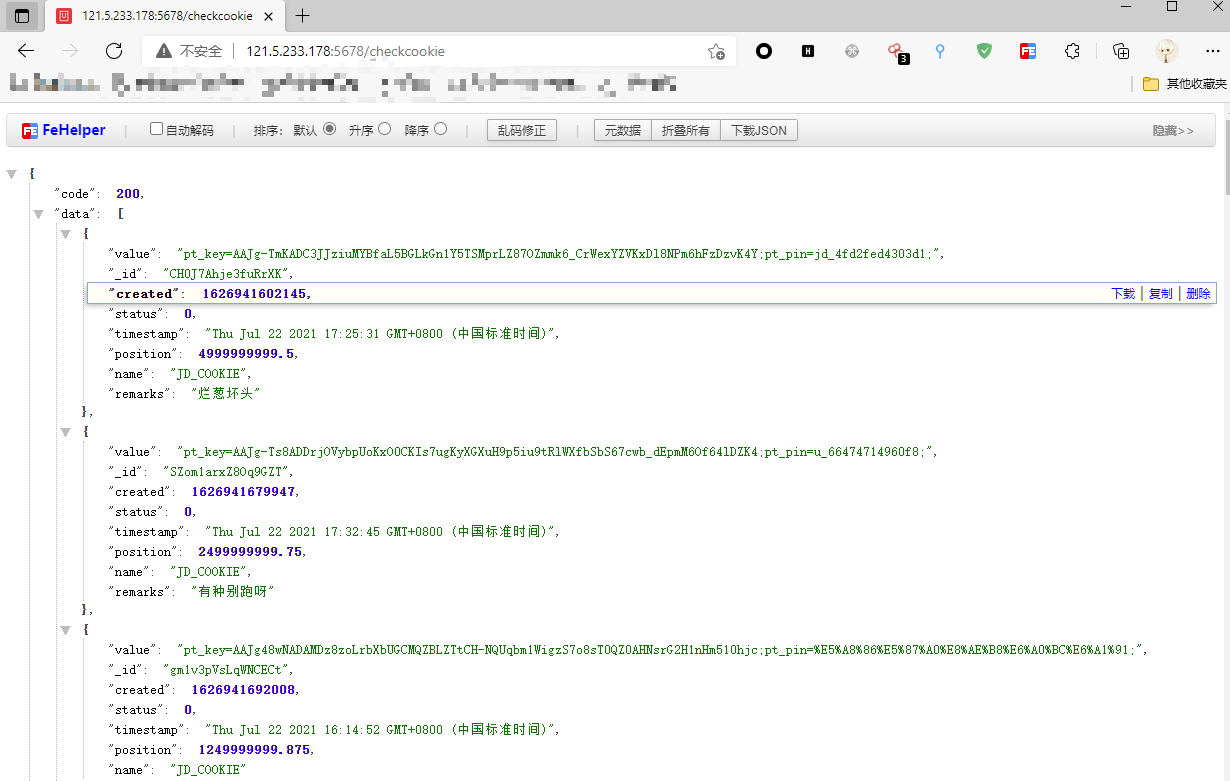 121.5.233.178:5678/checkcookie
不安全 121.5.233.178:5678/checkcookie
3
其他收藏夹
FeHelper 自动解码 排序: 默认 升序 降序 乱码修正 元数据 折叠所有 下载JSON 隐藏>>
{
"code": 200,
"data": [
{
"value": "pt_key=AAJg-TmKADC3JJziuMYBfaL5BGLkGn1Y5TSMprLZ87OZmmk6_CrWexYZVKxDl8NPm6hFzDzvK4Y;pt_pin=jd_4fd2fed4303d1;",
"_id": "CH0J7Ahje3fuRrXK",
"created": 1626941602145,
下载 | 复制 | 删除
"status": 0,
"timestamp": "Thu Jul 22 2021 17:25:31 GMT+0800 (中国标准时间)",
"position": 4999999999.5,
"name": "JD_COOKIE",
"remarks": "烂葱坏头"
},
{
"value": "pt_key=AAJg-Ts8ADDrjOVybpUoKxOOCKIs7ugKyXGXuH9p5iu9tRlWXfbSbS67cwb_dEpmM6Of64lDZK4;pt_pin=u_66474714960f8;",
"_id": "SZom1arxZ8Oq9GZT",
"created": 1626941679947,
"status": 0,
"timestamp": "Thu Jul 22 2021 17:32:45 GMT+0800 (中国标准时间)",
"position": 2499999999.75,
"name": "JD_COOKIE",
"remarks": "有种别跑呀"
},
{
"value": "pt_key=AAJg48wNADAMDz8zoLrbXbUGCMQZBLZTtCH-NQUqbm1WigzS7o8sTOQZ0AHNsrG2H1nHm51Ohjc;pt_pin=%E5%A8%86%E5%87%A0%E8%AE%B8%E6%A0%BC%E6%A1%91;",
"_id": "gm1v3pVsLqWNCECt",
"created": 1626941692008,
"status": 0,
"timestamp": "Thu Jul 22 2021 16:14:52 GMT+0800 (中国标准时间)",
"position": 1249999999.875,
"name": "JD_COOKIE"